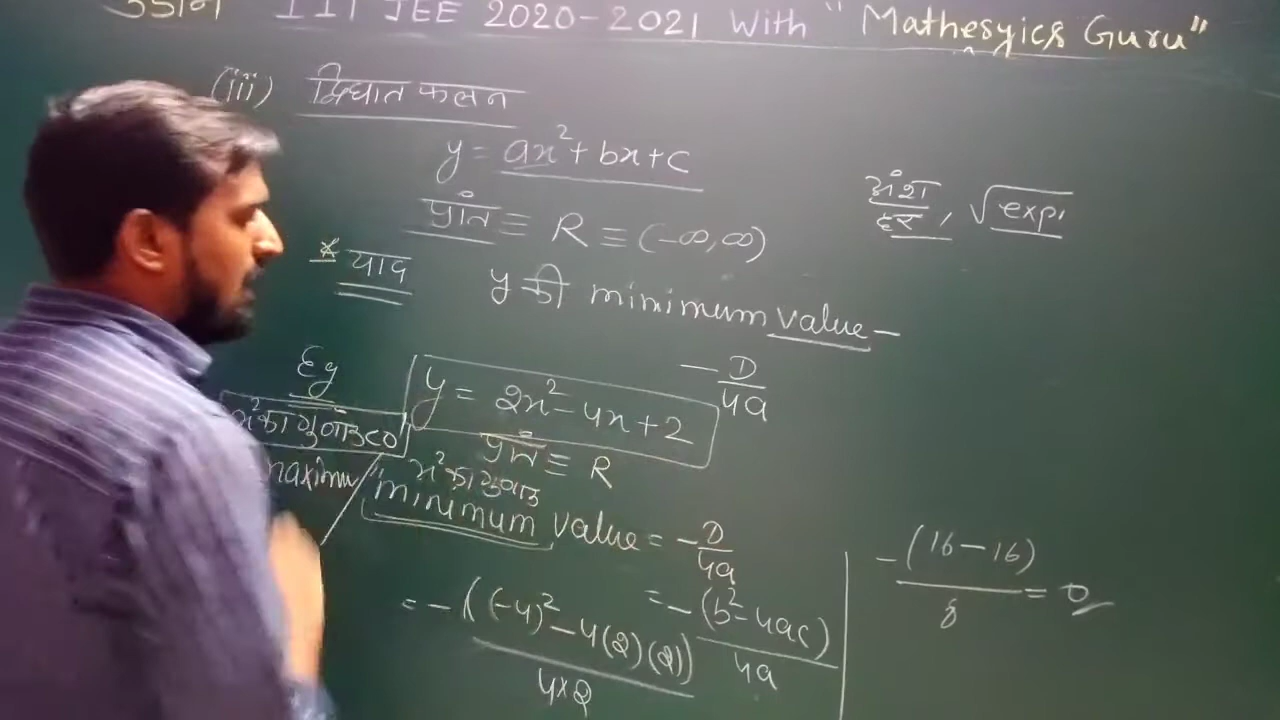 उडान IIT JEE 2020-2021 With "Mathesyics Guru"
(iii) द्विघात फलन
y = ax² + bx + c
प्रांत ≡ R ≡ (-∞, ∞)
अंश/हर, √exp.
* याद y की minimum value -
-D/4a
Eg y = 2x² - 4x + 2
x² का गुणांक < 0
प्रांत ≡ R
maximu
x² का गुणांक
minimum value = -D/4a
= -(b² - 4ac)/4a
= -((-4)² - 4(2)(2))/4×2
-(16 - 16)/8 = 0